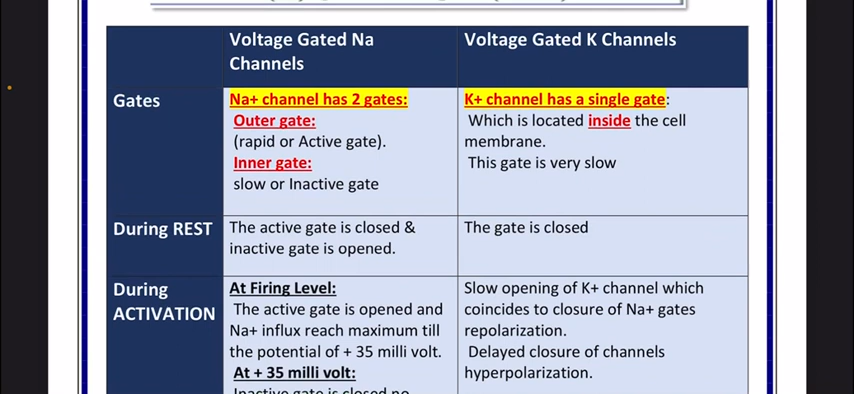 Voltage Gated Na
Channels
Voltage Gated K Channels
Gates
Na+ channel has 2 gates:
Outer gate:
(rapid or Active gate).
Inner gate:
slow or Inactive gate
K+ channel has a single gate:
Which is located inside the cell
membrane.
This gate is very slow
During REST
The active gate is closed &
inactive gate is opened.
The gate is closed
During
ACTIVATION
At Firing Level:
The active gate is opened and
Na+ influx reach maximum till
the potential of + 35 milli volt.
At + 35 milli volt:
Inactive gate is closed no
Slow opening of K+ channel which
coincides to closure of Na+ gates
repolarization.
Delayed closure of channels
hyperpolarization.